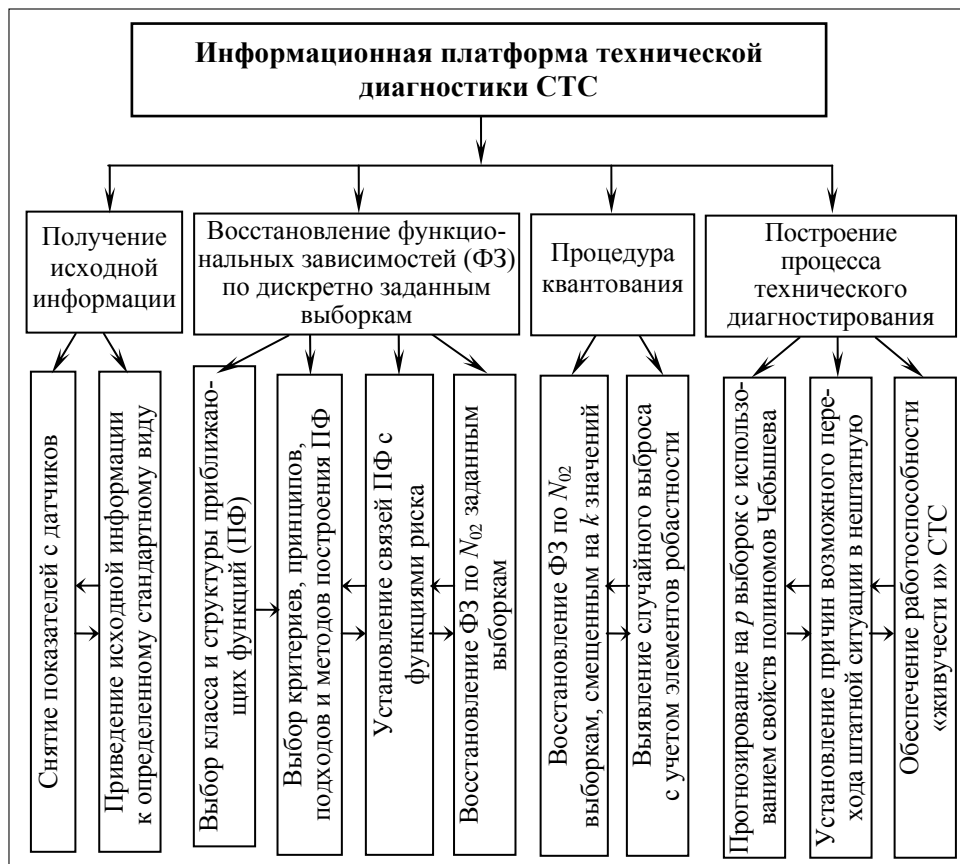 Информационная платформа технической
диагностики СТС
Получение
исходной
информации
Восстановление функцио-
нальных зависимостей (ФЗ)
по дискретно заданным
выборкам
Процедура
квантования
Построение
процесса
технического
диагностирования
Снятие показателей с датчиков
Приведение исходной информации
к определенному стандартному виду
Выбор класса и структуры приближаю-
щих функций (ПФ)
Выбор критериев, принципов,
подходов и методов построения ПФ
Установление связей ПФ с
функциями риска
Восстановление ФЗ по N02 заданным
выборкам
Восстановление ФЗ по N02
выборкам, смещенным на k значений
Выявление случайного выброса
с учетом элементов робастности
Прогнозирование на p выборок с использо-
ванием свойств полиномов Чебышева
Установление причин возможного пере-
хода штатной ситуации в нештатную
Обеспечение работоспособности
«живучести и» СТС